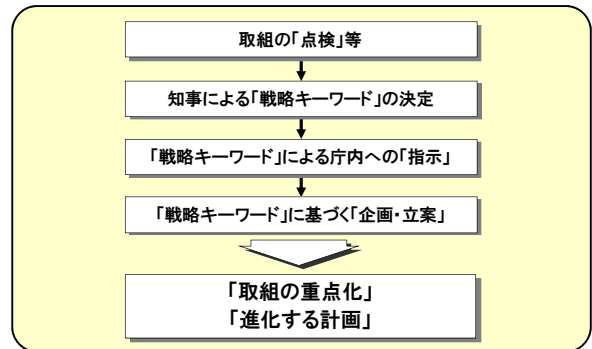 取組の「点検」等
知事による「戦略キーワード」の決定
「戦略キーワード」による庁内への「指示」
「戦略キーワード」に基づく「企画・立案」
「取組の重点化」
「進化する計画」